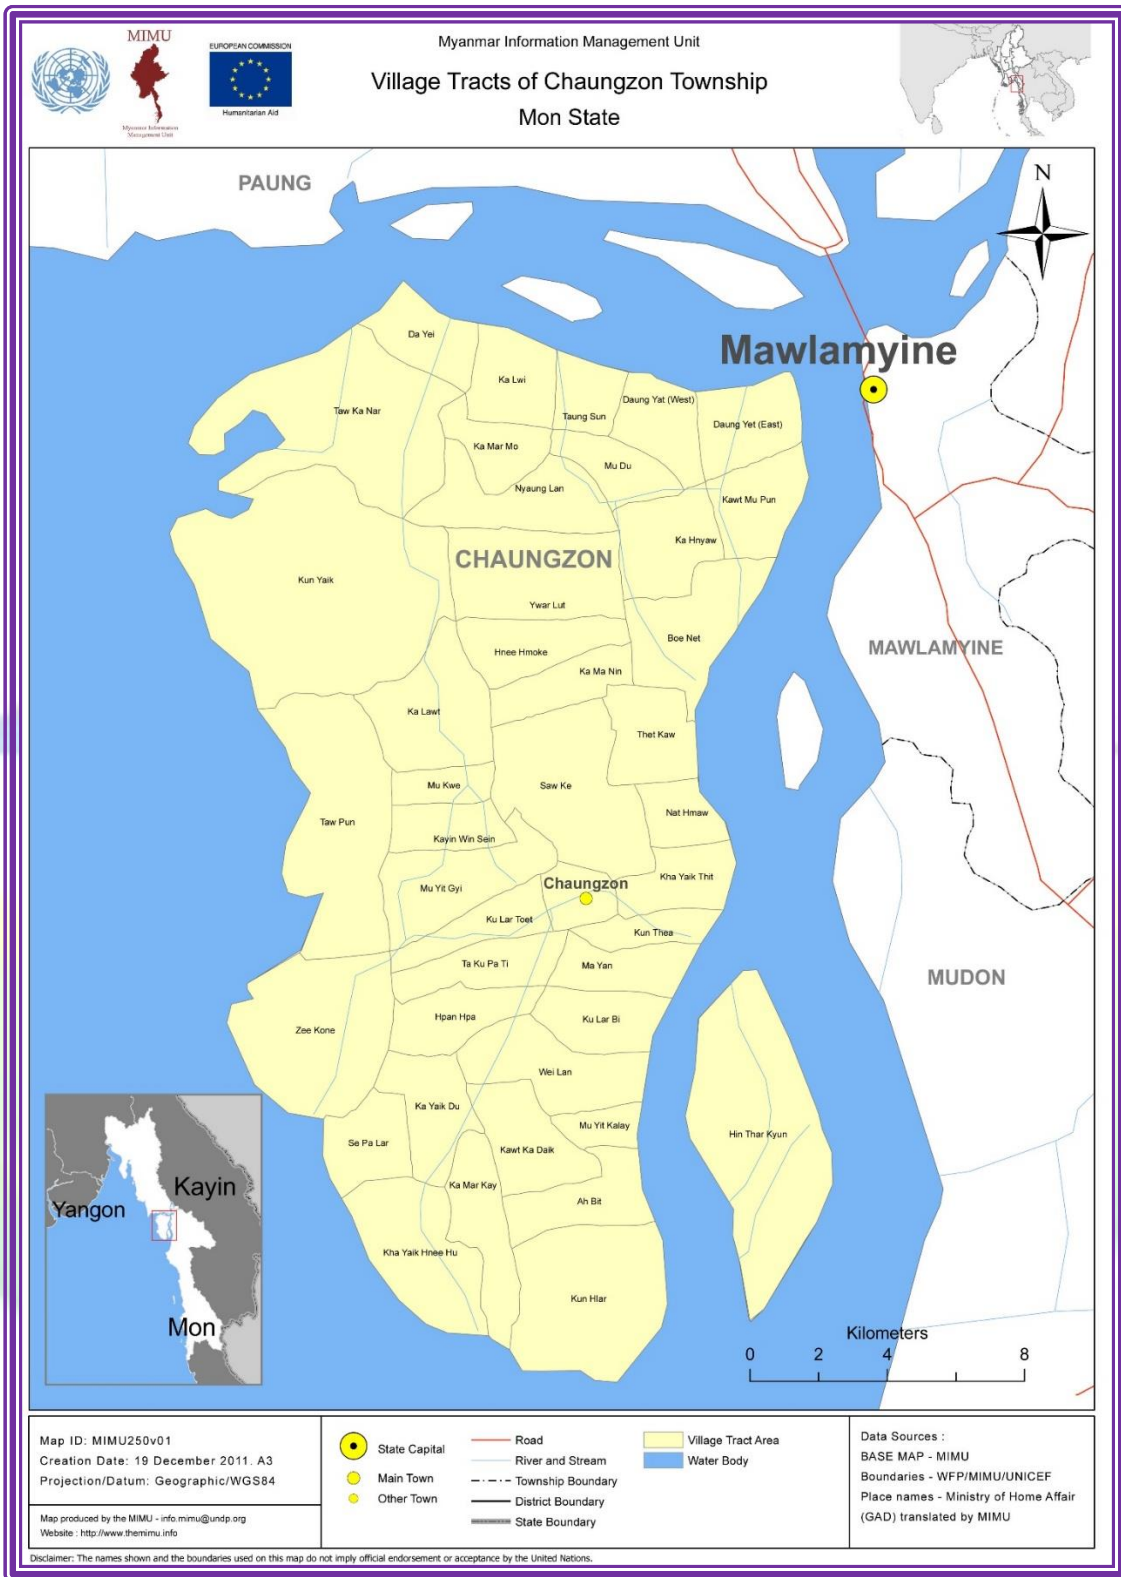 MIMU
Myanmar Information
Management Unit
EUROPEAN COMMISSION
Humanitarian Aid
Myanmar Information Management Unit
Village Tracts of Chaungzon Township
Mon State
PAUNG
N
Mawlamyine
Da Yei
Ka Lwi
Taw Ka Nar
Taung Sun
Daung Yat (West)
Daung Yet (East)
Ka Mar Mo
Mu Du
Nyaung Lan
Kawt Mu Pun
Ka Hnyaw
CHAUNGZON
Kun Yaik
Ywar Lut
Boe Net
MAWLAMYINE
Hnee Hmoke
Ka Ma Nin
Ka Lawt
Thet Kaw
Mu Kwe
Saw Ke
Nat Hmaw
Taw Pun
Kayin Win Sein
Kha Yaik Thit
Chaungzon
Mu Yit Gyi
Ku Lar Toet
Kun Thea
Ta Ku Pa Ti
Ma Yan
MUDON
Hpan Hpa
Ku Lar Bi
Zee Kone
Wei Lan
Ka Yaik Du
Mu Yit Kalay
Se Pa Lar
Kawt Ka Daik
Hin Thar Kyun
Ka Mar Kay
Ah Bit
Kha Yaik Hnee Hu
Kun Hlar
Kayin
Yangon
Mon
Kilometers
0 2 4 8
Map ID: MIMU250v01
Creation Date: 19 December 2011. A3
Projection/Datum: Geographic/WGS84
Map produced by the MIMU - info.mimu@undp.org
Website : http://www.themimu.info
State Capital
Main Town
Other Town
Road
River and Stream
Township Boundary
District Boundary
State Boundary
Village Tract Area
Water Body
Data Sources :
BASE MAP - MIMU
Boundaries - WFP/MIMU/UNICEF
Place names - Ministry of Home Affair
(GAD) translated by MIMU
Disclaimer: The names shown and the boundaries used on this map do not imply official endorsement or acceptance by the United Nations.